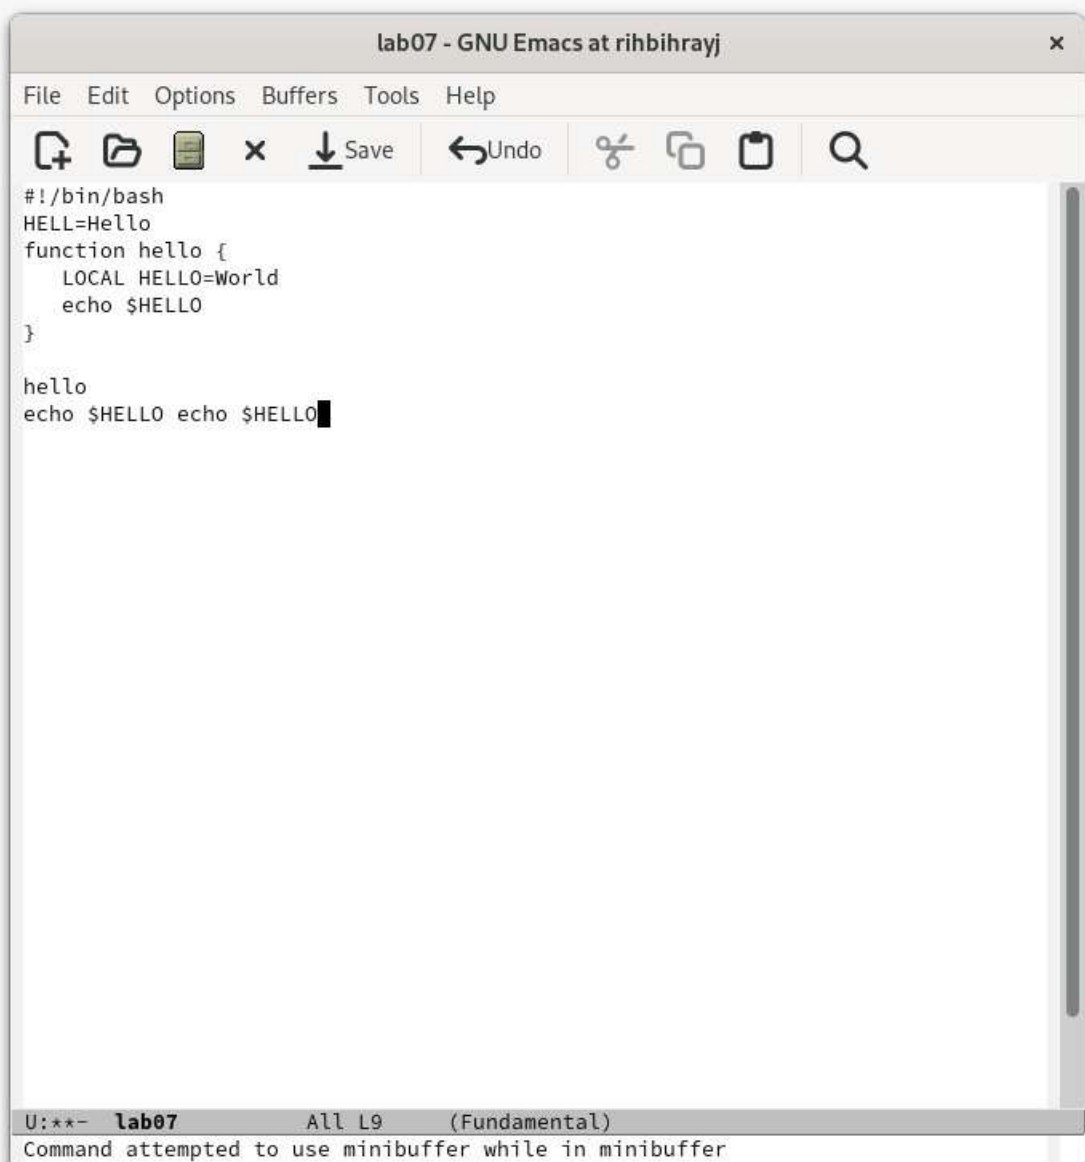 lab07 - GNU Emacs at rihbihrayj
File Edit Options Buffers Tools Help
Save Undo
#!/bin/bash
HELL=Hello
function hello {
   LOCAL HELLO=World
   echo $HELLO
}
hello
echo $HELLO echo $HELLO
U:**-  lab07          All L9     (Fundamental)
Command attempted to use minibuffer while in minibuffer